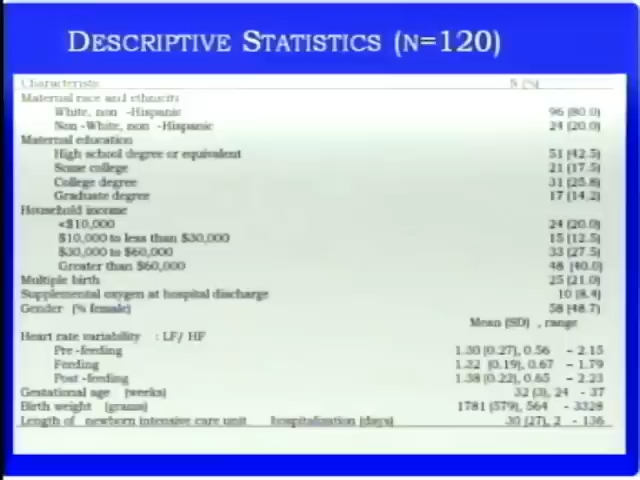 DESCRIPTIVE STATISTICS (N=120)
Characteristic N (%)
Maternal race and ethnicity
White, non -Hispanic 96 (80.0)
Non -White, non -Hispanic 24 (20.0)
Maternal education
High school degree or equivalent 51 (42.5)
Some college 21 (17.5)
College degree 31 (25.8)
Graduate degree 17 (14.2)
Household income
<$10,000 24 (20.0)
$10,000 to less than $30,000 15 (12.5)
$30,000 to $60,000 33 (27.5)
Greater than $60,000 48 (40.0)
Multiple birth 25 (21.0)
Supplemental oxygen at hospital discharge 10 (8.4)
Gender (% female) 58 (48.7)
Mean (SD) , range
Heart rate variability : LF/ HF
Pre -feeding 1.30 (0.27), 0.56 - 2.15
Feeding 1.32 (0.19), 0.67 - 1.79
Post -feeding 1.38 (0.22), 0.65 - 2.23
Gestational age (weeks) 32 (3), 24 - 37
Birth weight (grams) 1781 (579), 564 - 3328
Length of newborn intensive care unit hospitalization (days) 30 (27), 2 - 136